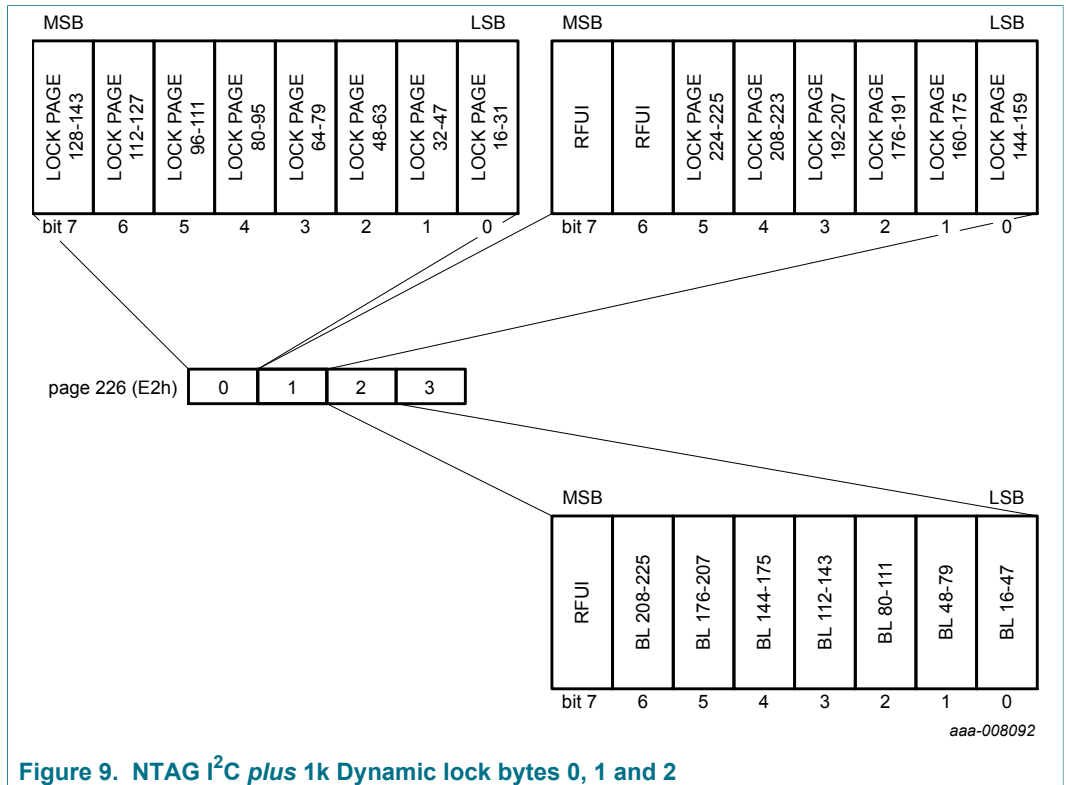 MSB LSB
LOCK PAGE 128-143
LOCK PAGE 112-127
LOCK PAGE 96-111
LOCK PAGE 80-95
LOCK PAGE 64-79
LOCK PAGE 48-63
LOCK PAGE 32-47
LOCK PAGE 16-31
bit 7 6 5 4 3 2 1 0
MSB LSB
RFUI
RFUI
LOCK PAGE 224-225
LOCK PAGE 208-223
LOCK PAGE 192-207
LOCK PAGE 176-191
LOCK PAGE 160-175
LOCK PAGE 144-159
bit 7 6 5 4 3 2 1 0
page 226 (E2h) 0 1 2 3
MSB LSB
RFUI
BL 208-225
BL 176-207
BL 144-175
BL 112-143
BL 80-111
BL 48-79
BL 16-47
bit 7 6 5 4 3 2 1 0
aaa-008092
Figure 9. NTAG I²C plus 1k Dynamic lock bytes 0, 1 and 2